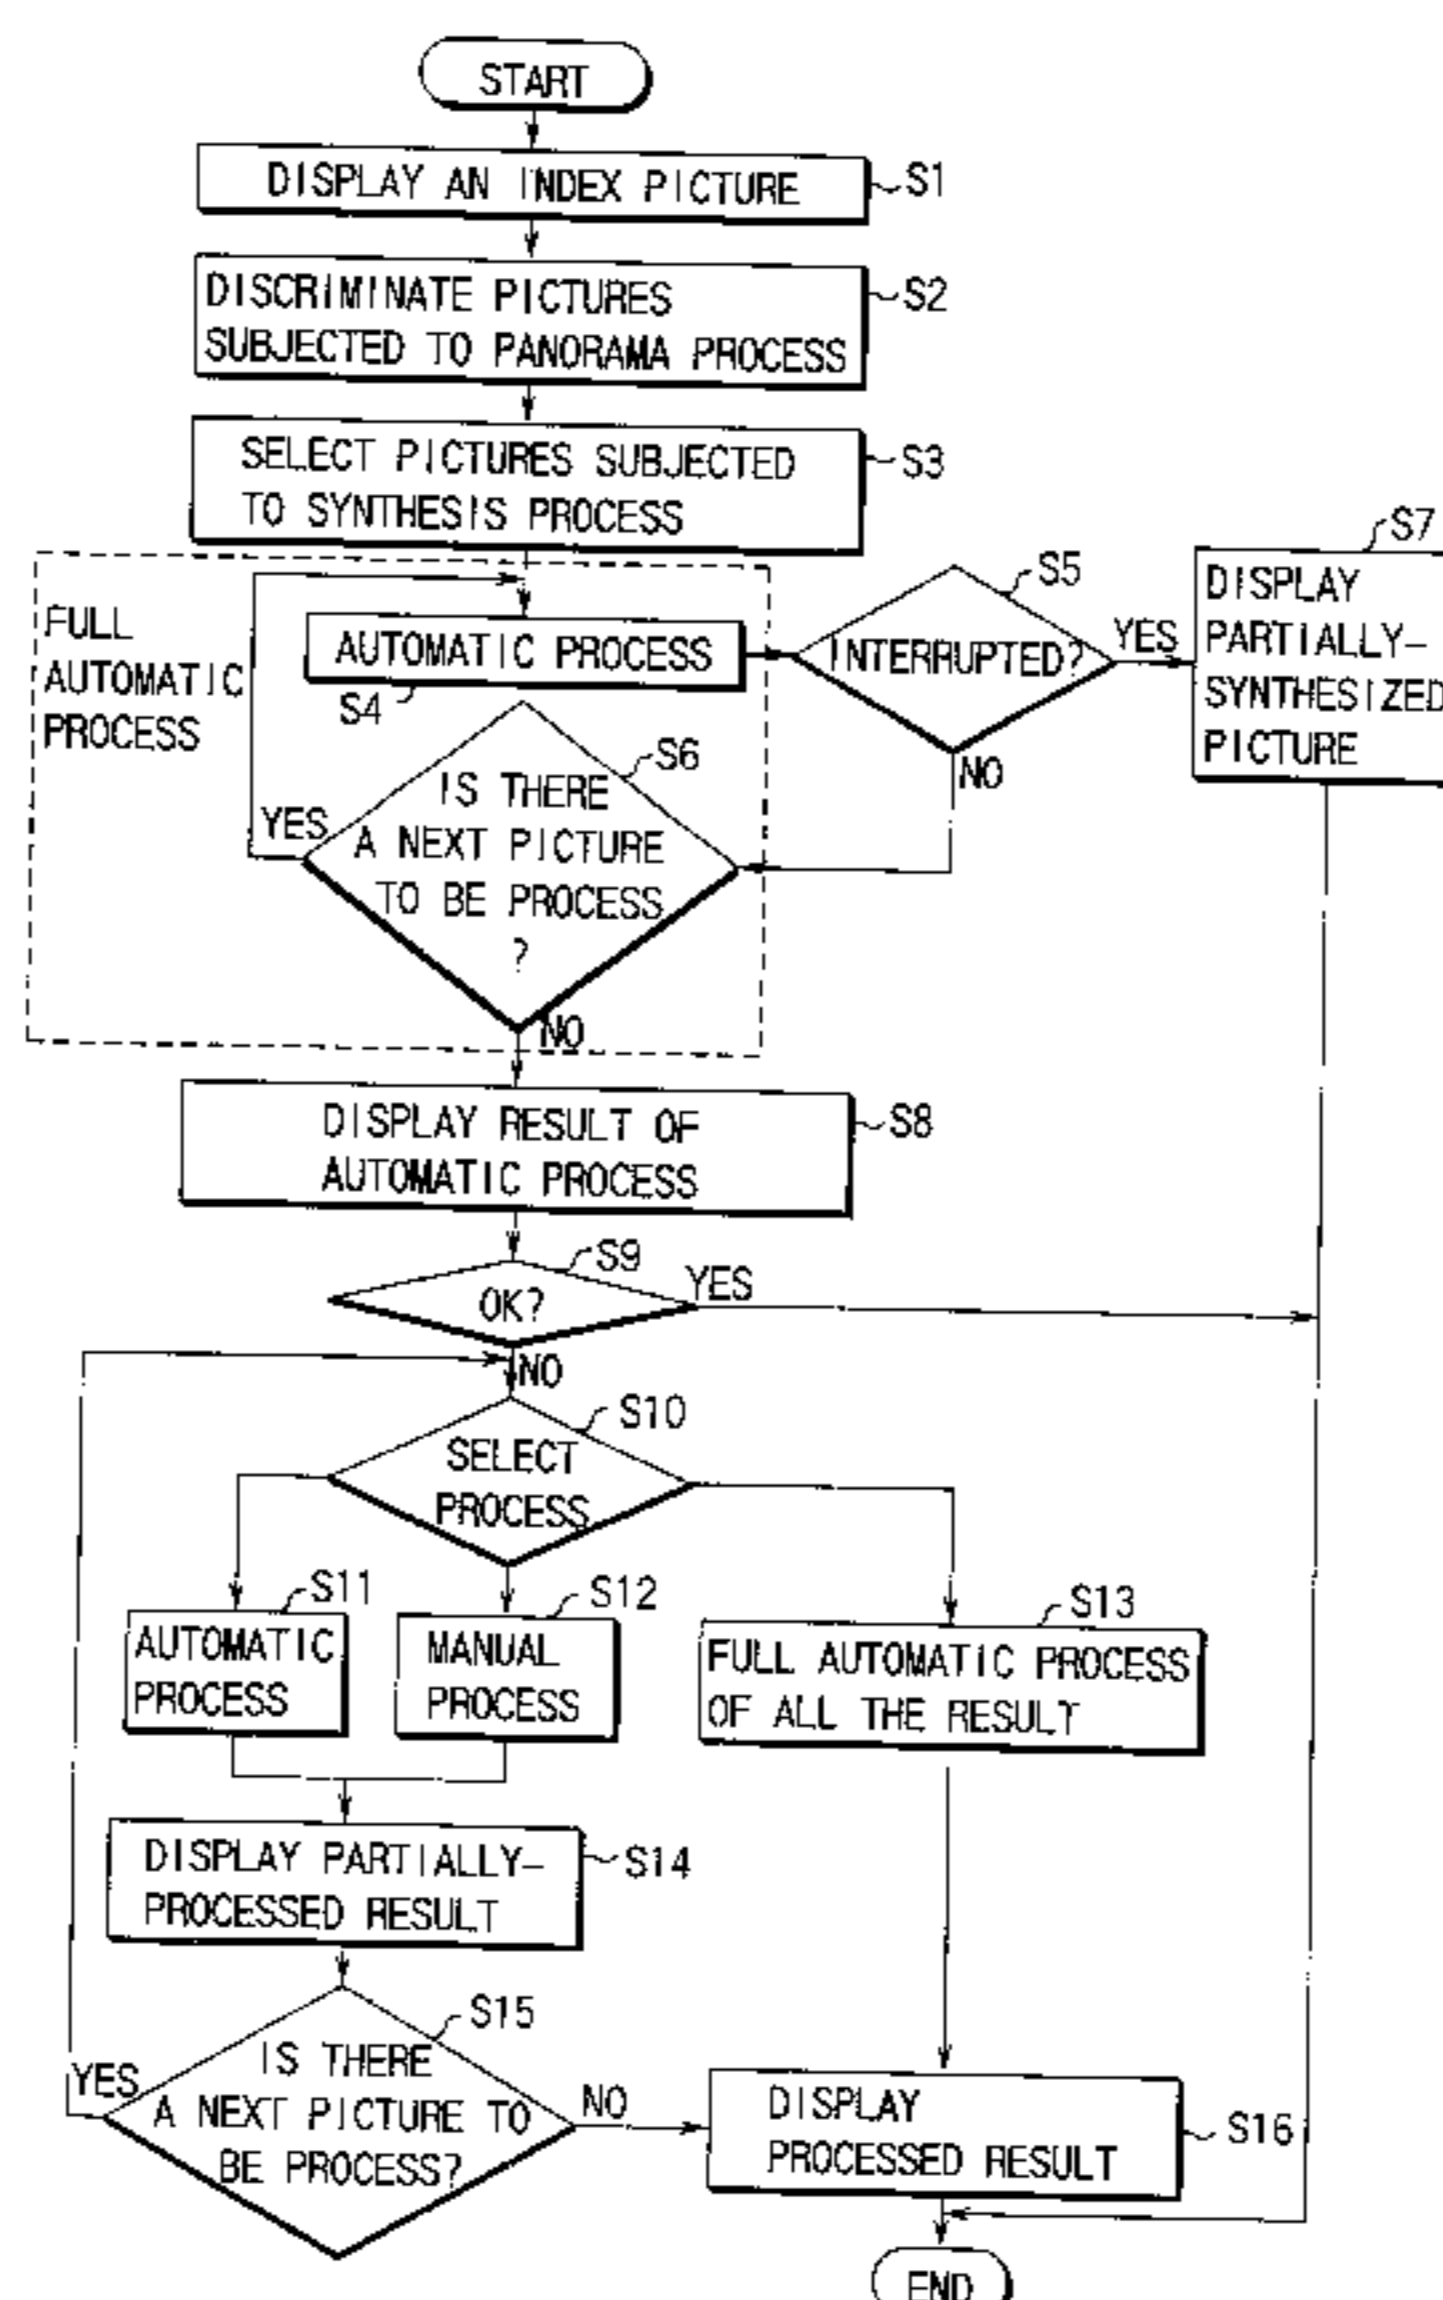 START
DISPLAY AN INDEX PICTURE
S1
DISCRIMINATE PICTURES
SUBJECTED TO PANORAMA PROCESS
S2
SELECT PICTURES SUBJECTED
TO SYNTHESIS PROCESS
S3
FULL
AUTOMATIC
PROCESS
AUTOMATIC PROCESS
S4
INTERRUPTED?
S5
YES
NO
S7
DISPLAY
PARTIALLY-
SYNTHESIZED
PICTURE
S6
IS THERE
A NEXT PICTURE
TO BE PROCESS
?
YES
NO
DISPLAY RESULT OF
AUTOMATIC PROCESS
S8
S9
OK?
YES
NO
S10
SELECT
PROCESS
S11
AUTOMATIC
PROCESS
S12
MANUAL
PROCESS
S13
FULL AUTOMATIC PROCESS
OF ALL THE RESULT
DISPLAY PARTIALLY-
PROCESSED RESULT
S14
S15
IS THERE
A NEXT PICTURE TO
BE PROCESS?
YES
NO
DISPLAY
PROCESSED RESULT
S16
END